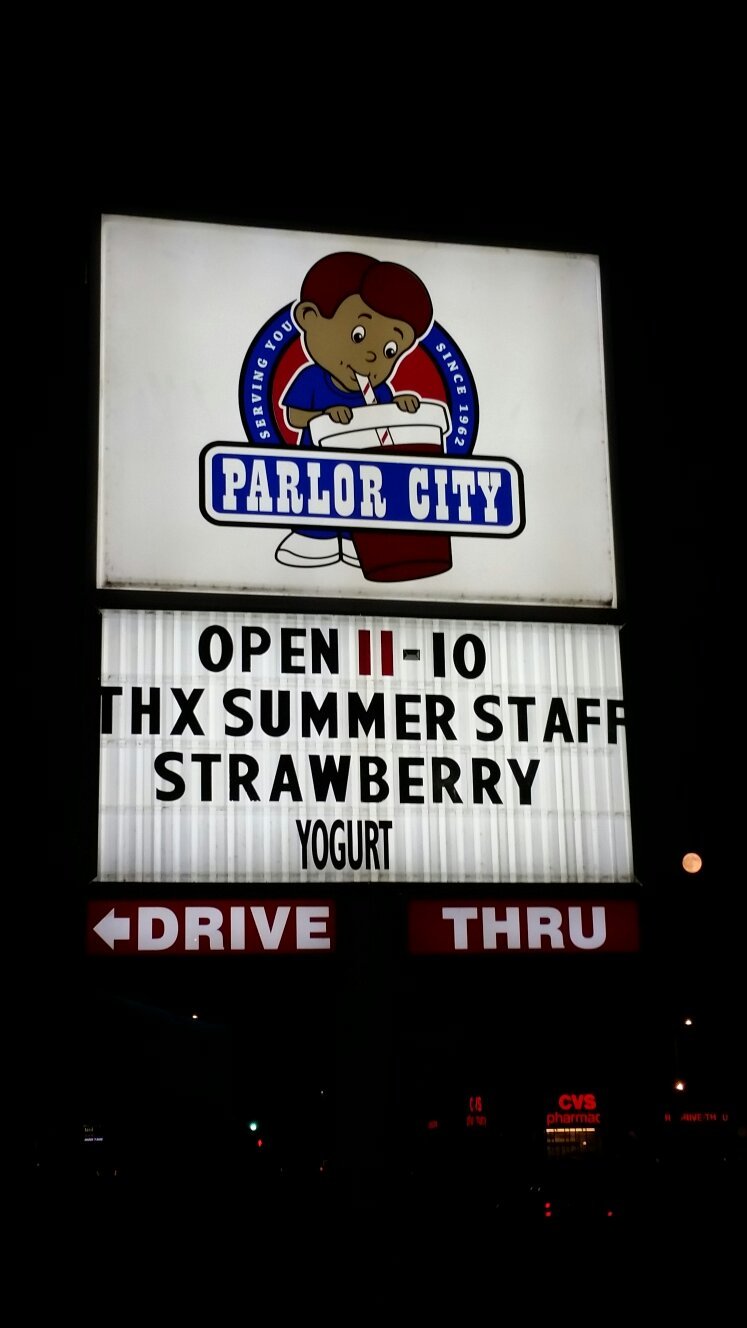 SERVING YOU SINCE 1962
PARLOR CITY
OPEN 11-10
THX SUMMER STAFF
STRAWBERRY
YOGURT
DRIVE THRU
CVS
pharmac